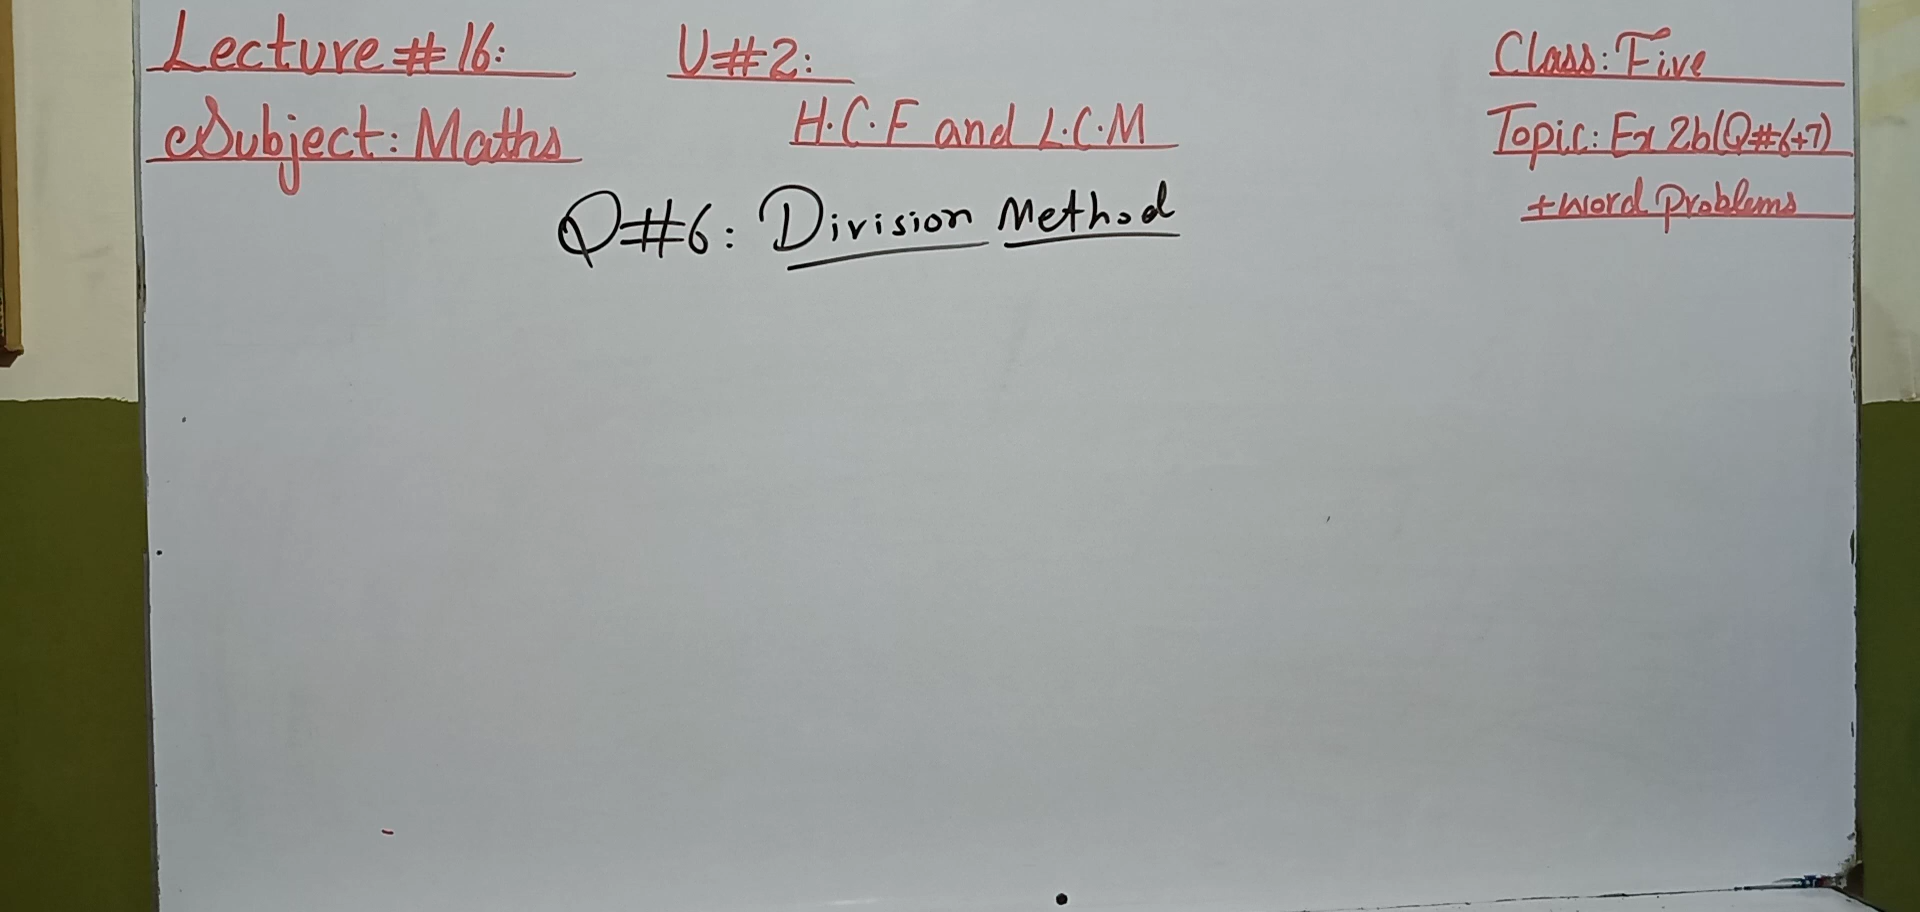 Lecture # 16:
U#2:
Class: Five
Subject: Maths
H.C.F and L.C.M
Topic: Ex 2b(Q#6+7)
+word Problems
Q#6: Division Method